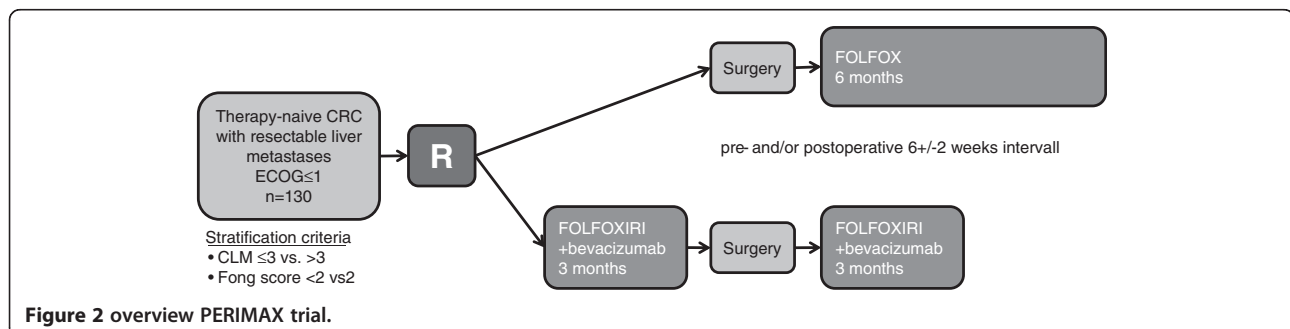 Therapy-naive CRC
with resectable liver
metastases
ECOG≤1
n=130
Stratification criteria
• CLM ≤3 vs. >3
• Fong score <2 vs2
R
Surgery
FOLFOX
6 months
pre- and/or postoperative 6+/-2 weeks intervall
FOLFOXIRI
+bevacizumab
3 months
Surgery
FOLFOXIRI
+bevacizumab
3 months
Figure 2 overview PERIMAX trial.